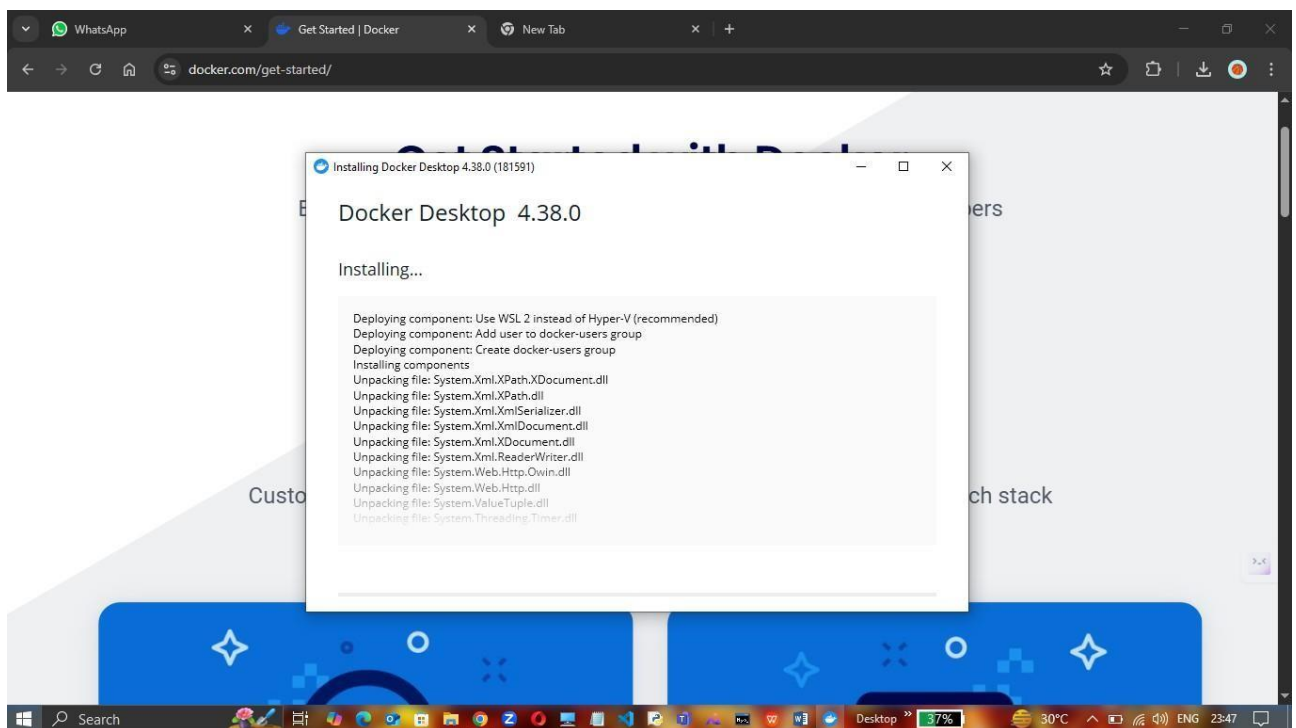 WhatsApp
Get Started | Docker
New Tab
docker.com/get-started/
Installing Docker Desktop 4.38.0 (181591)
Docker Desktop 4.38.0
ers
Installing...
Deploying component: Use WSL 2 instead of Hyper-V (recommended)
Deploying component: Add user to docker-users group
Deploying component: Create docker-users group
Installing components
Unpacking file: System.Xml.XPath.XDocument.dll
Unpacking file: System.Xml.XPath.dll
Unpacking file: System.Xml.XmlSerializer.dll
Unpacking file: System.Xml.XmlDocument.dll
Unpacking file: System.Xml.XDocument.dll
Unpacking file: System.Xml.ReaderWriter.dll
Unpacking file: System.Web.Http.Owin.dll
Unpacking file: System.Web.Http.dll
Unpacking file: System.ValueTuple.dll
Unpacking file: System.Threading.Timer.dll
Custo
ch stack
Search
Desktop
37%
30°C
ENG
23:47